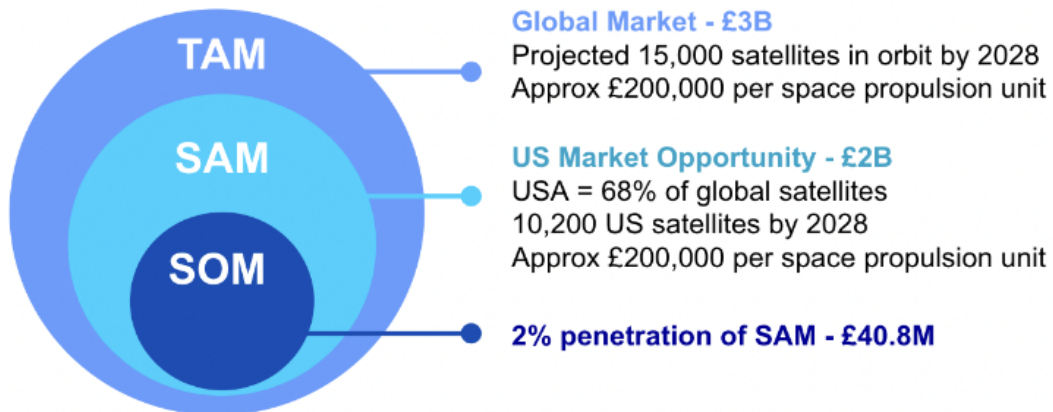 TAM
SAM
SOM
Global Market - £3B
Projected 15,000 satellites in orbit by 2028
Approx £200,000 per space propulsion unit
US Market Opportunity - £2B
USA = 68% of global satellites
10,200 US satellites by 2028
Approx £200,000 per space propulsion unit
2% penetration of SAM - £40.8M